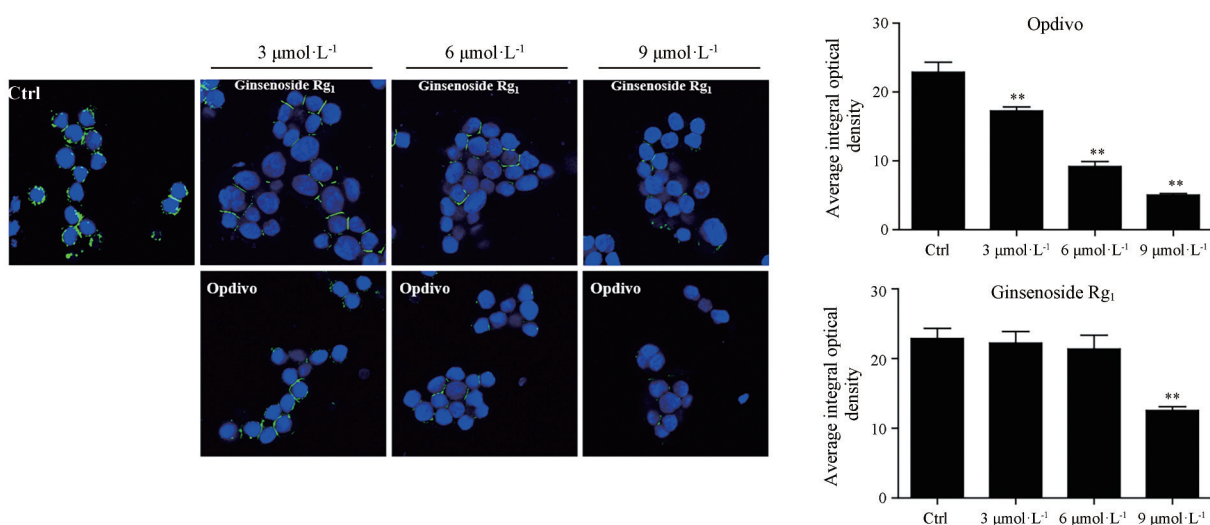 3 μmol·L-1
6 μmol·L-1
9 μmol·L-1
Ctrl
Ginsenoside Rg1
Ginsenoside Rg1
Ginsenoside Rg1
Opdivo
Opdivo
Opdivo
Opdivo
Average integral optical
density
30
20
10
0
**
**
**
Ctrl
3 μmol·L-1
6 μmol·L-1
9 μmol·L-1
Ginsenoside Rg1
Average integral optical
density
30
20
10
0
**
Ctrl
3 μmol·L-1
6 μmol·L-1
9 μmol·L-1